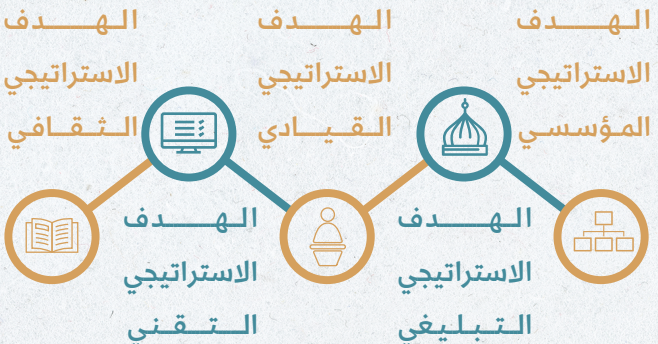 الهدف
الاستراتيجي
المؤسسي
الهدف
الاستراتيجي
التبليغي
الهدف
الاستراتيجي
القيادي
الهدف
الاستراتيجي
التقني
الهدف
الاستراتيجي
الثقافي